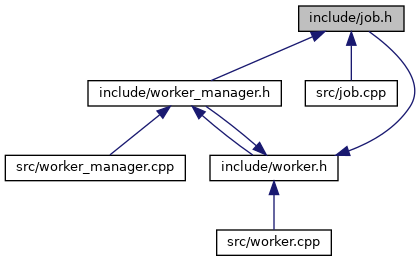 include/job.h
include/worker_manager.h
src/job.cpp
src/worker_manager.cpp
include/worker.h
src/worker.cpp